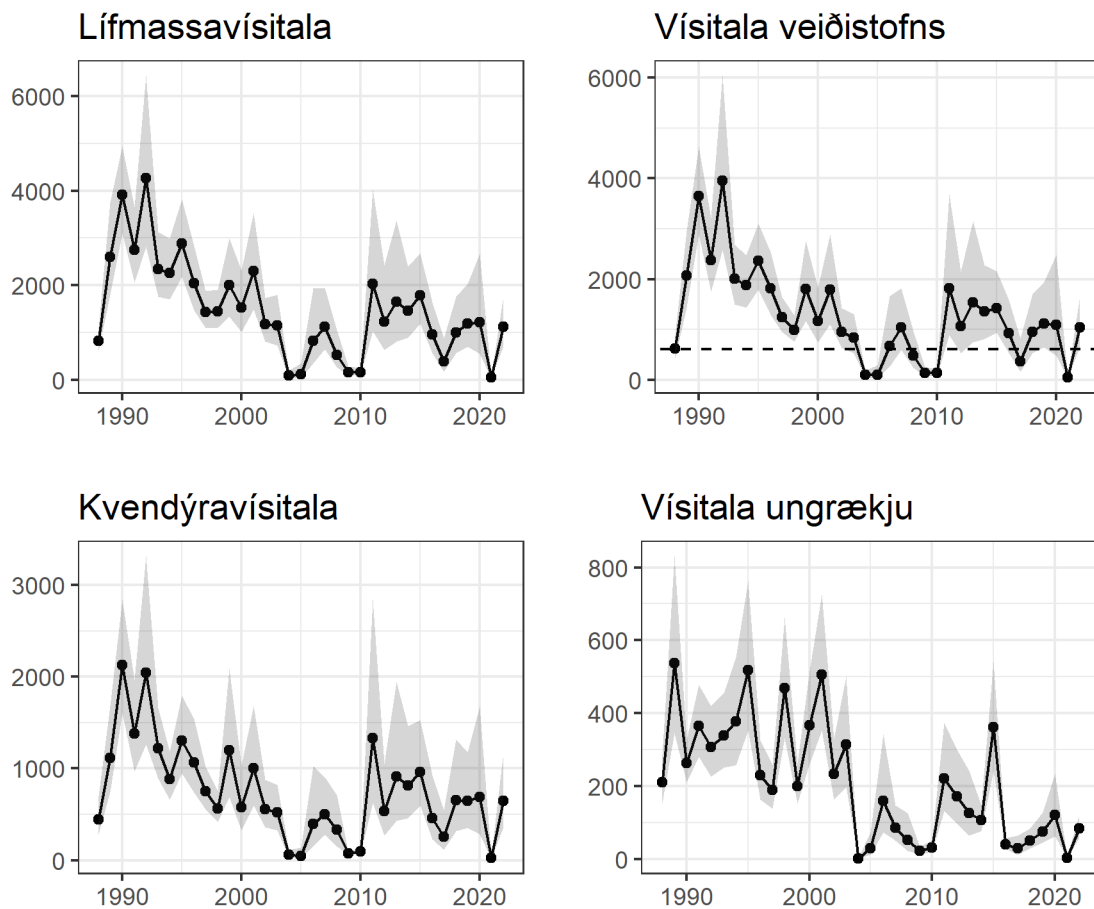 Lífmassavísitala
6000
4000
2000
0
1990 2000 2010 2020
Vísitala veiðistofns
6000
4000
2000
0
1990 2000 2010 2020
Kvendýravísitala
3000
2000
1000
0
1990 2000 2010 2020
Vísitala ungrækju
800
600
400
200
0
1990 2000 2010 2020